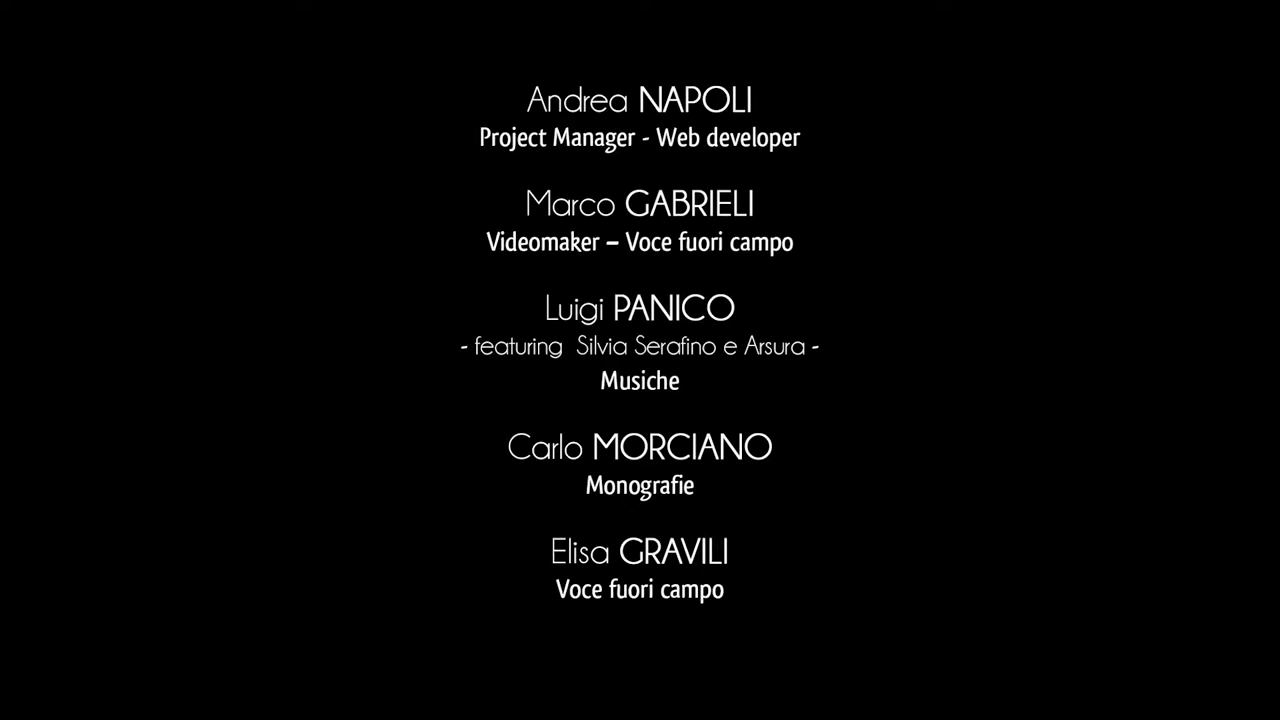 Andrea NAPOLI
Project Manager - Web developer
Marco GABRIELI
Videomaker – Voce fuori campo
Luigi PANICO
- featuring Silvia Serafino e Arsura -
Musiche
Carlo MORCIANO
Monografie
Elisa GRAVILI
Voce fuori campo